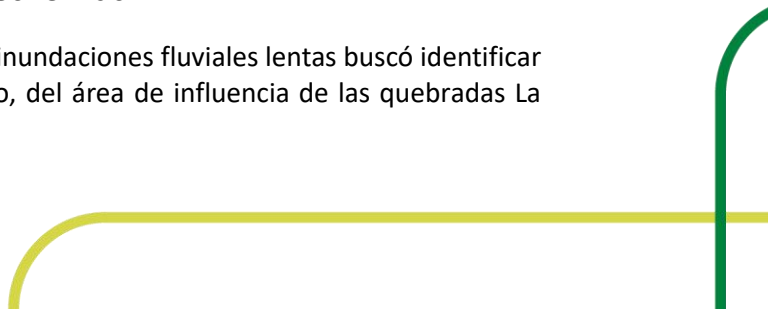 inundaciones fluviales lentas buscó identificar
del área de influencia de las quebradas La